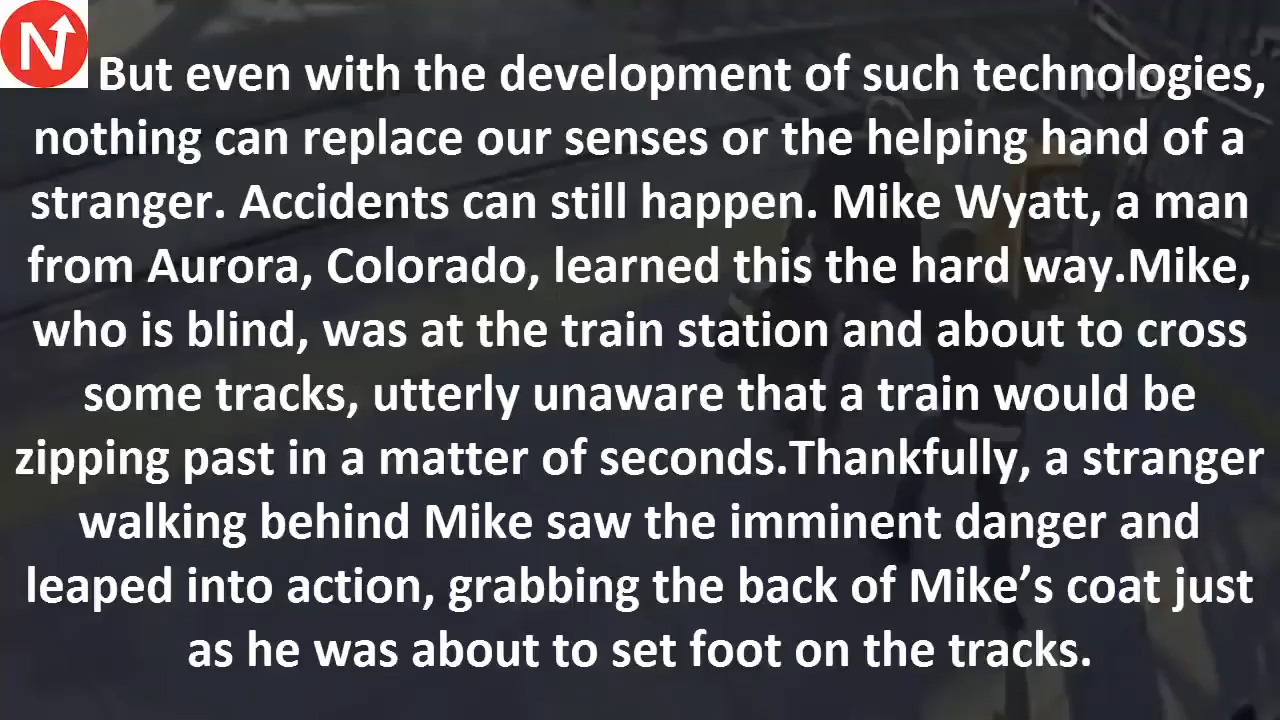 N
But even with the development of such technologies,
nothing can replace our senses or the helping hand of a
stranger. Accidents can still happen. Mike Wyatt, a man
from Aurora, Colorado, learned this the hard way.Mike,
who is blind, was at the train station and about to cross
some tracks, utterly unaware that a train would be
zipping past in a matter of seconds.Thankfully, a stranger
walking behind Mike saw the imminent danger and
leaped into action, grabbing the back of Mike’s coat just
as he was about to set foot on the tracks.